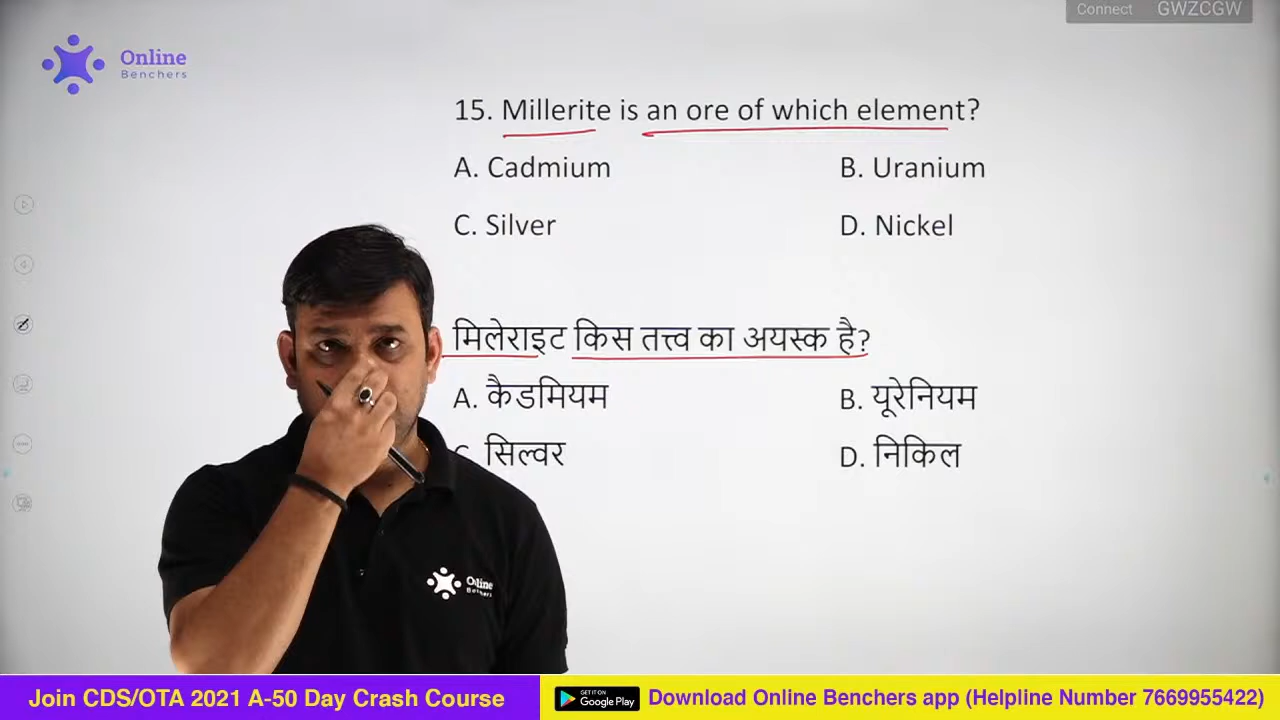 Connect GWZCGW
Online
Benchers
15. Millerite is an ore of which element?
A. Cadmium B. Uranium
C. Silver D. Nickel
मिलेराइट किस तत्त्व का अयस्क है?
A. कैडमियम B. यूरेनियम
C. सिल्वर D. निकिल
Online
Benchers
Join CDS/OTA 2021 A-50 Day Crash Course
GET IT ON
Google Play
Download Online Benchers app (Helpline Number 7669955422)